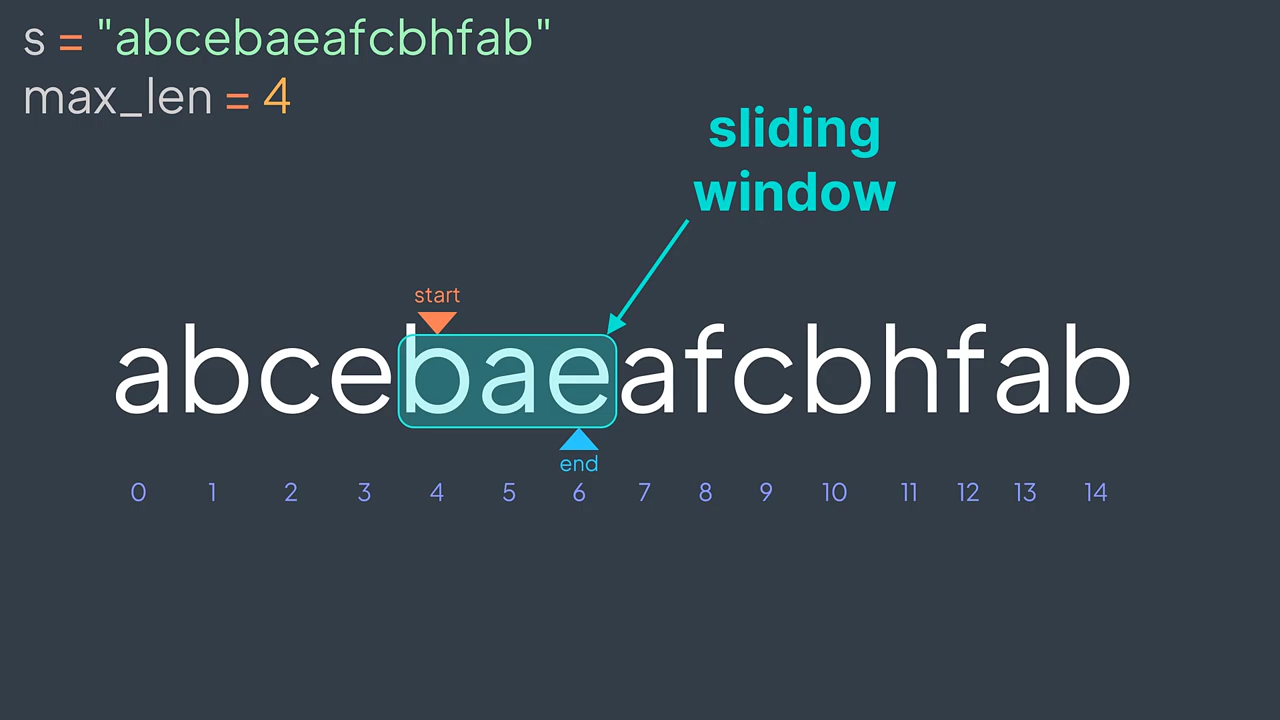 s = "abcebaeafcbhfab"
max_len = 4
sliding
window
start
abcebaeafcbhfab
end
0 1 2 3 4 5 6 7 8 9 10 11 12 13 14